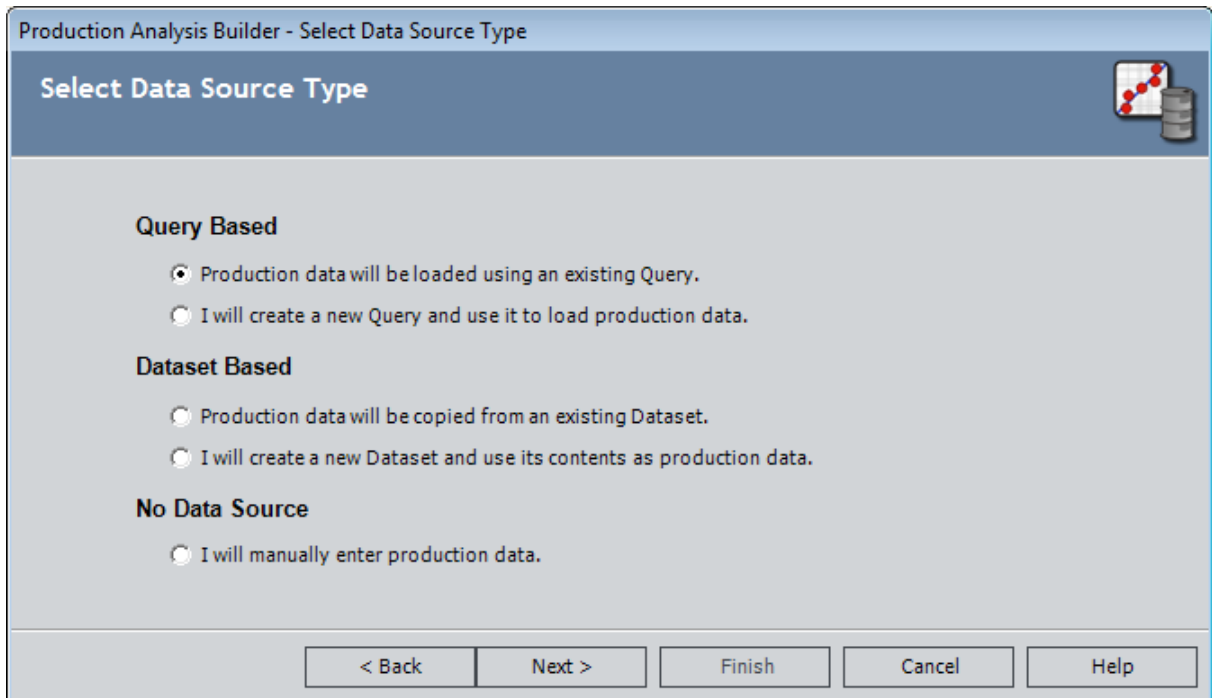 Production Analysis Builder - Select Data Source Type
Select Data Source Type
Query Based
Production data will be loaded using an existing Query.
I will create a new Query and use it to load production data.
Dataset Based
Production data will be copied from an existing Dataset.
I will create a new Dataset and use its contents as production data.
No Data Source
I will manually enter production data.
< Back Next > Finish Cancel Help